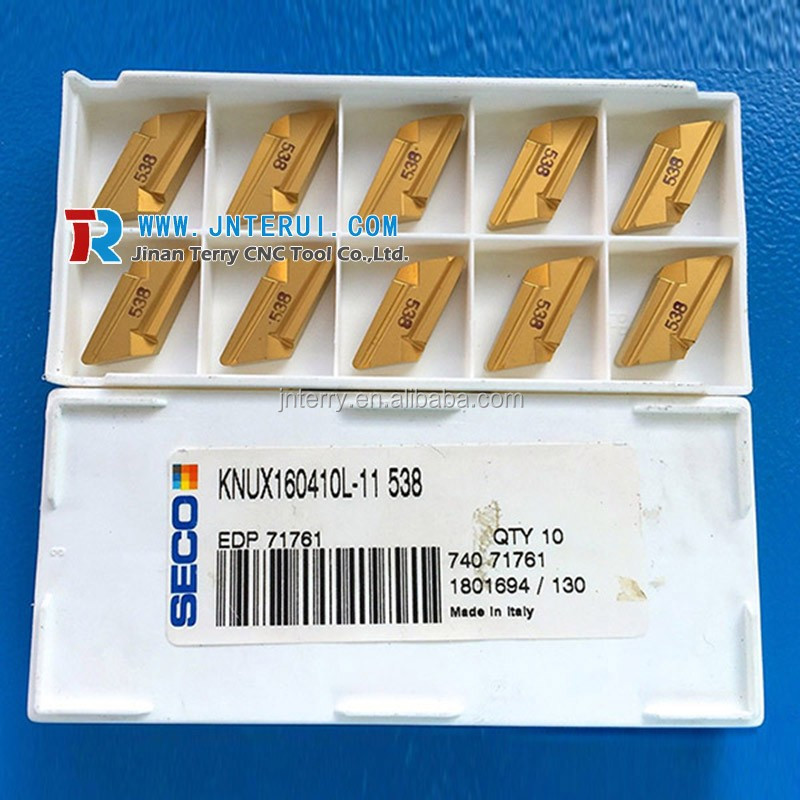 538 538 538 538 538
TR WWW.JNTERUI.COM
Jinan Terry CNC Tool Co.,Ltd.
538 538 538 538 538
jnterry.en.alibaba.com
SECO
KNUX160410L-11 538
EDP 71761
QTY 10
740 71761
1801694 / 130
Made in Italy